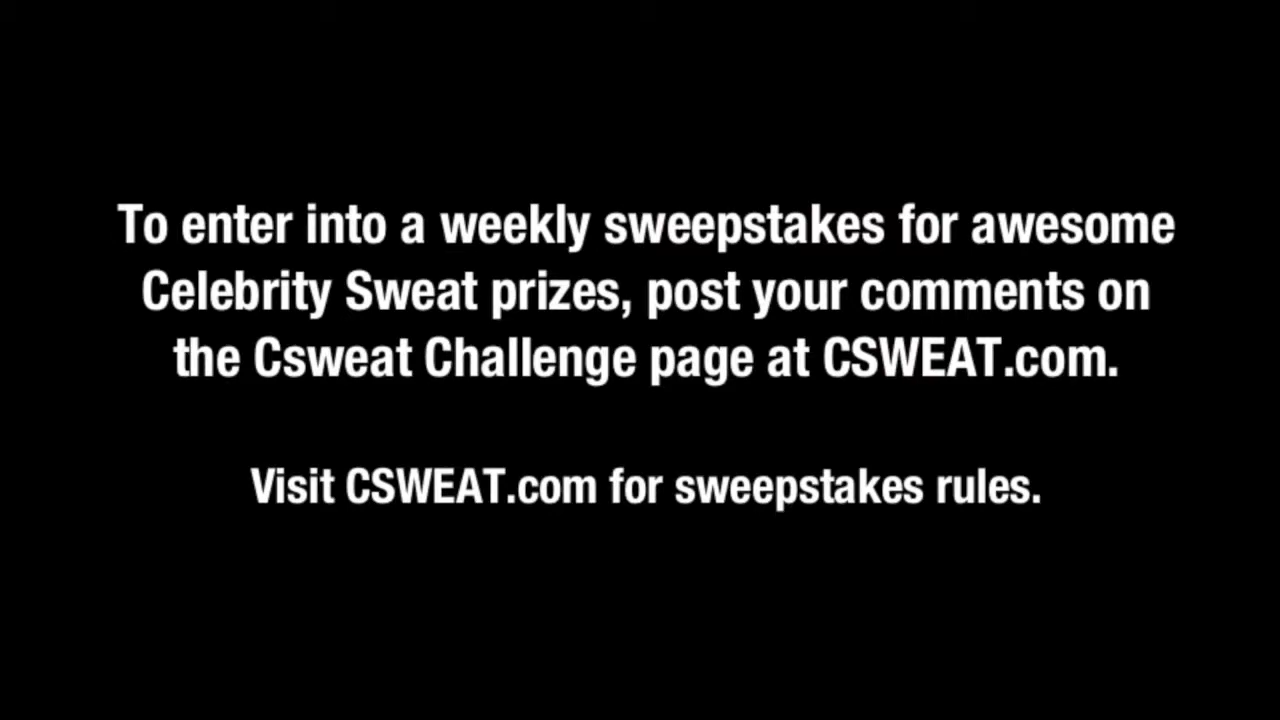 To enter into a weekly sweepstakes for awesome
Celebrity Sweat prizes, post your comments on
the Csweat Challenge page at CSWEAT.com.
Visit CSWEAT.com for sweepstakes rules.